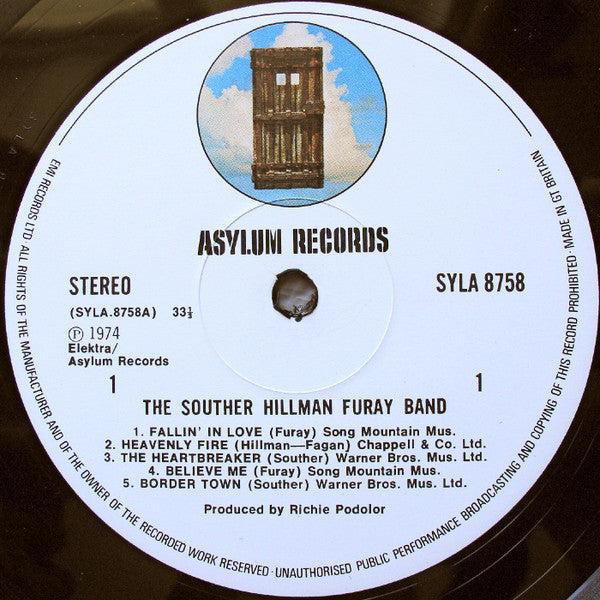 EMI RECORDS LTD · ALL RIGHTS OF THE MANUFACTURER AND OF THE OWNER OF THE RECORDED WORK RESERVED · UNAUTHORISED PUBLIC PERFORMANCE BROADCASTING AND COPYING OF THIS RECORD PROHIBITED · MADE IN GT BRITAIN
ASYLUM RECORDS
STEREO
SYLA 8758
(SYLA.8758A) 33⅓
Ⓟ 1974
Elektra/
Asylum Records
1 1
THE SOUTHER HILLMAN FURAY BAND
1. FALLIN' IN LOVE (Furay) Song Mountain Mus.
2. HEAVENLY FIRE (Hillman—Fagan) Chappell & Co. Ltd.
3. THE HEARTBREAKER (Souther) Warner Bros. Mus. Ltd.
4. BELIEVE ME (Furay) Song Mountain Mus.
5. BORDER TOWN (Souther) Warner Bros. Mus. Ltd.
Produced by Richie Podolor